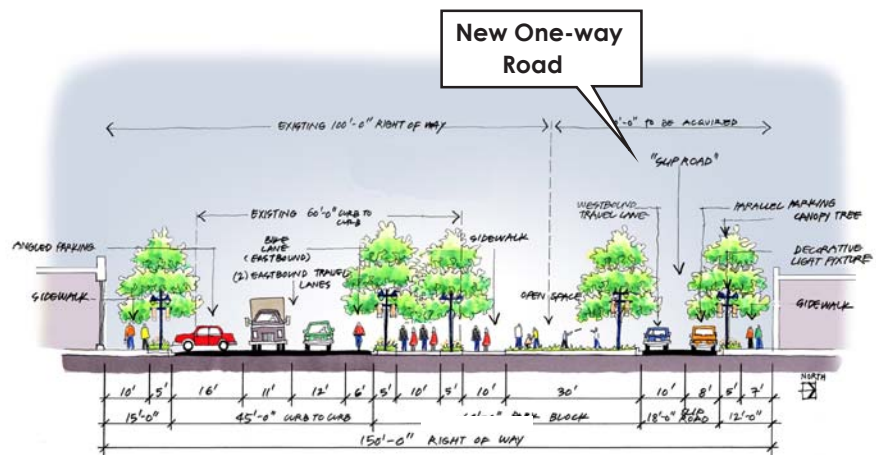 New One-way
Road
EXISTING 100'-0" RIGHT OF WAY
'-0" TO BE ACQUIRED
"SLIP ROAD"
EXISTING 60'-0" CURB TO
CURB
WESTBOUND
TRAVEL LANE
PARALLEL PARKING
CANOPY TREE
ANGLED PARKING
BIKE
LANE
(EASTBOUND)
(2) EASTBOUND TRAVEL
LANES
SIDEWALK
DECORATIVE
LIGHT FIXTURE
SIDEWALK
OPEN SPACE
SIDEWALK
NORTH
10' 5' 16' 11' 12' 6' 5' 10' 5' 10' 30' 10' 8' 5' 7'
15'-0" 45'-0" CURB TO CURB BLOCK 18'-0" SLIP
ROAD 12'-0"
150'-0" RIGHT OF WAY